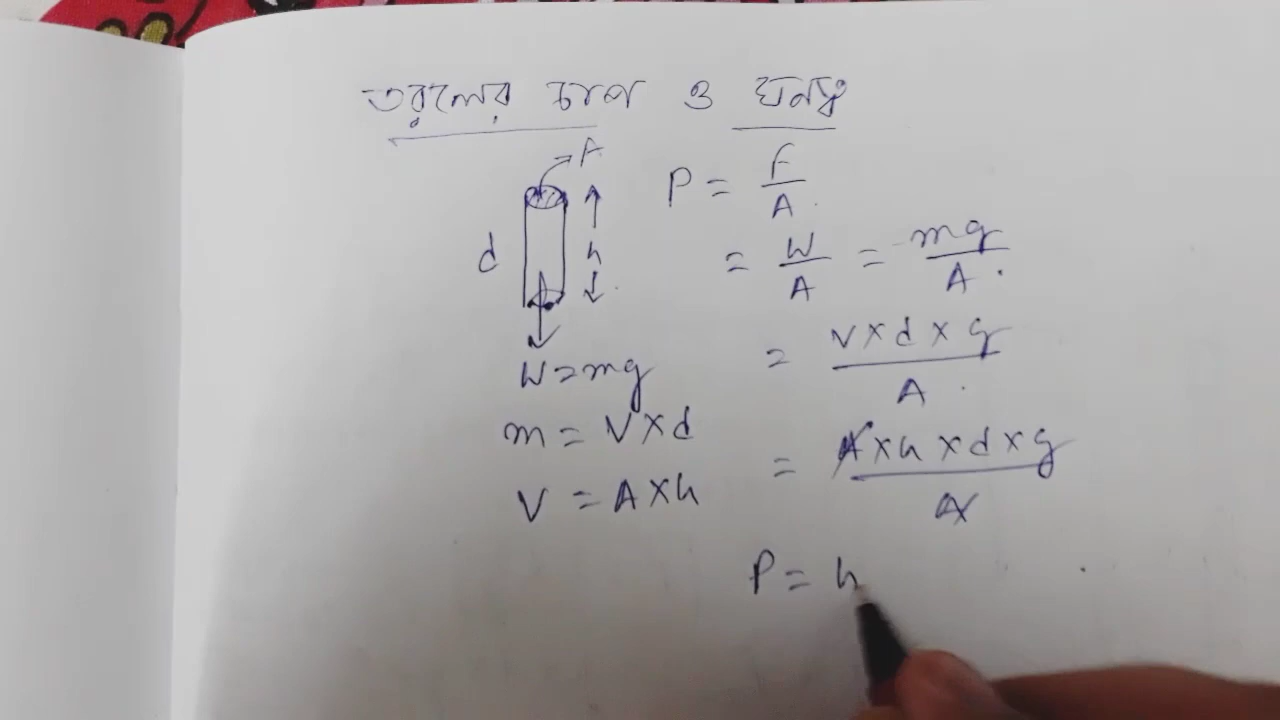 তরলের চাপ ও ঘনত্ব
A
d
h
W = mg
m = V × d
V = A × h
P = F/A
= W/A = mg/A
= V × d × g/A
= A × h × d × g/A
P = h